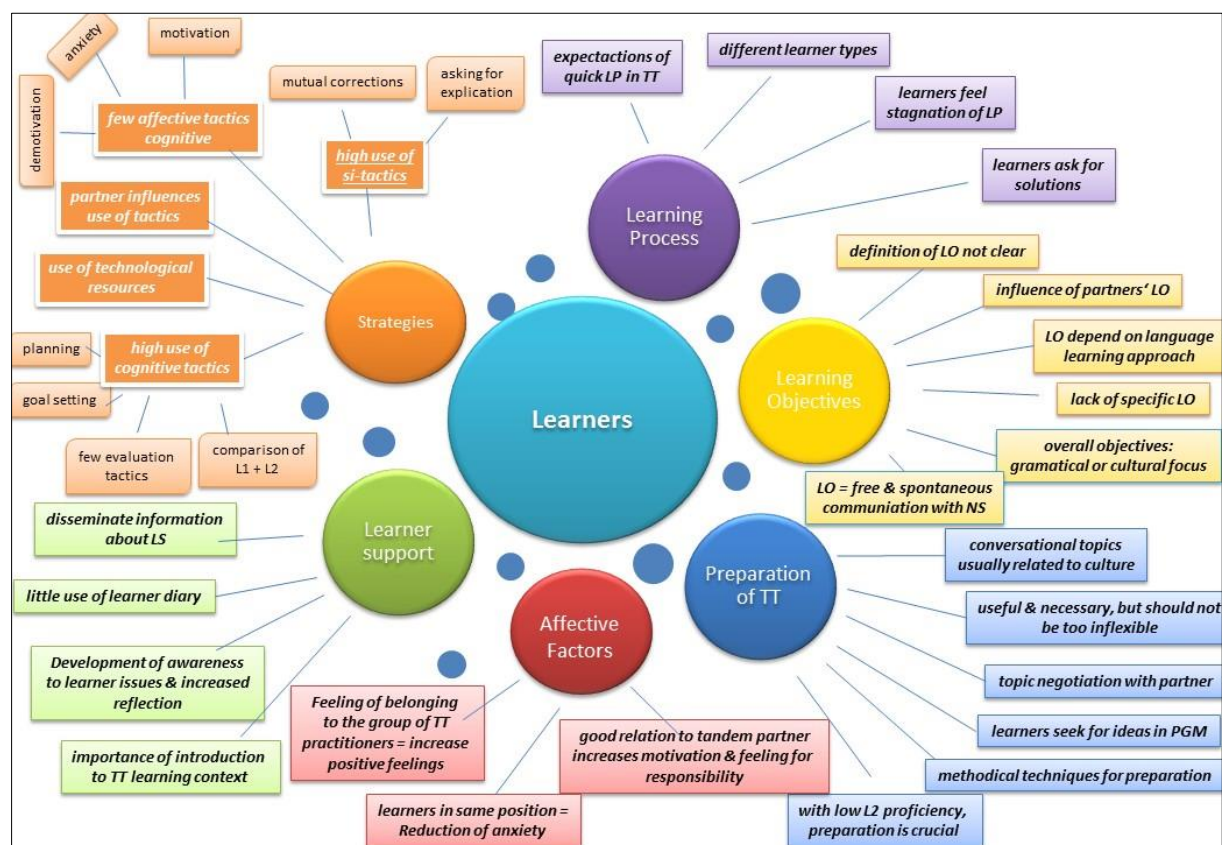 anxiety
motivation
demotivation
few affective tactics
cognitive
mutual corrections
asking for
explication
high use of
si-tactics
partner influences
use of tactics
use of technological
resources
Strategies
planning
high use of
cognitive tactics
goal setting
few evaluation
tactics
comparison of
L1 + L2
expectactions of
quick LP in TT
different learner types
learners feel
stagnation of LP
learners ask for
solutions
Learning
Process
definition of LO not clear
influence of partners‘ LO
LO depend on language
learning approach
lack of specific LO
overall objectives:
gramatical or cultural focus
LO = free & spontaneous
communiation with NS
Learning
Objectives
Learners
Learner
support
disseminate information
about LS
little use of learner diary
Development of awareness
to learner issues & increased
reflection
importance of introduction
to TT learning context
Affective
Factors
Feeling of belonging
to the group of TT
practitioners = increase
positive feelings
good relation to tandem partner
increases motivation & feeling for
responsibility
learners in same position =
Reduction of anxiety
Preparation
of TT
conversational topics
usually related to culture
useful & necessary, but should not
be too inflexible
topic negotiation with partner
learners seek for ideas in PGM
methodical techniques for preparation
with low L2 proficiency,
preparation is crucial